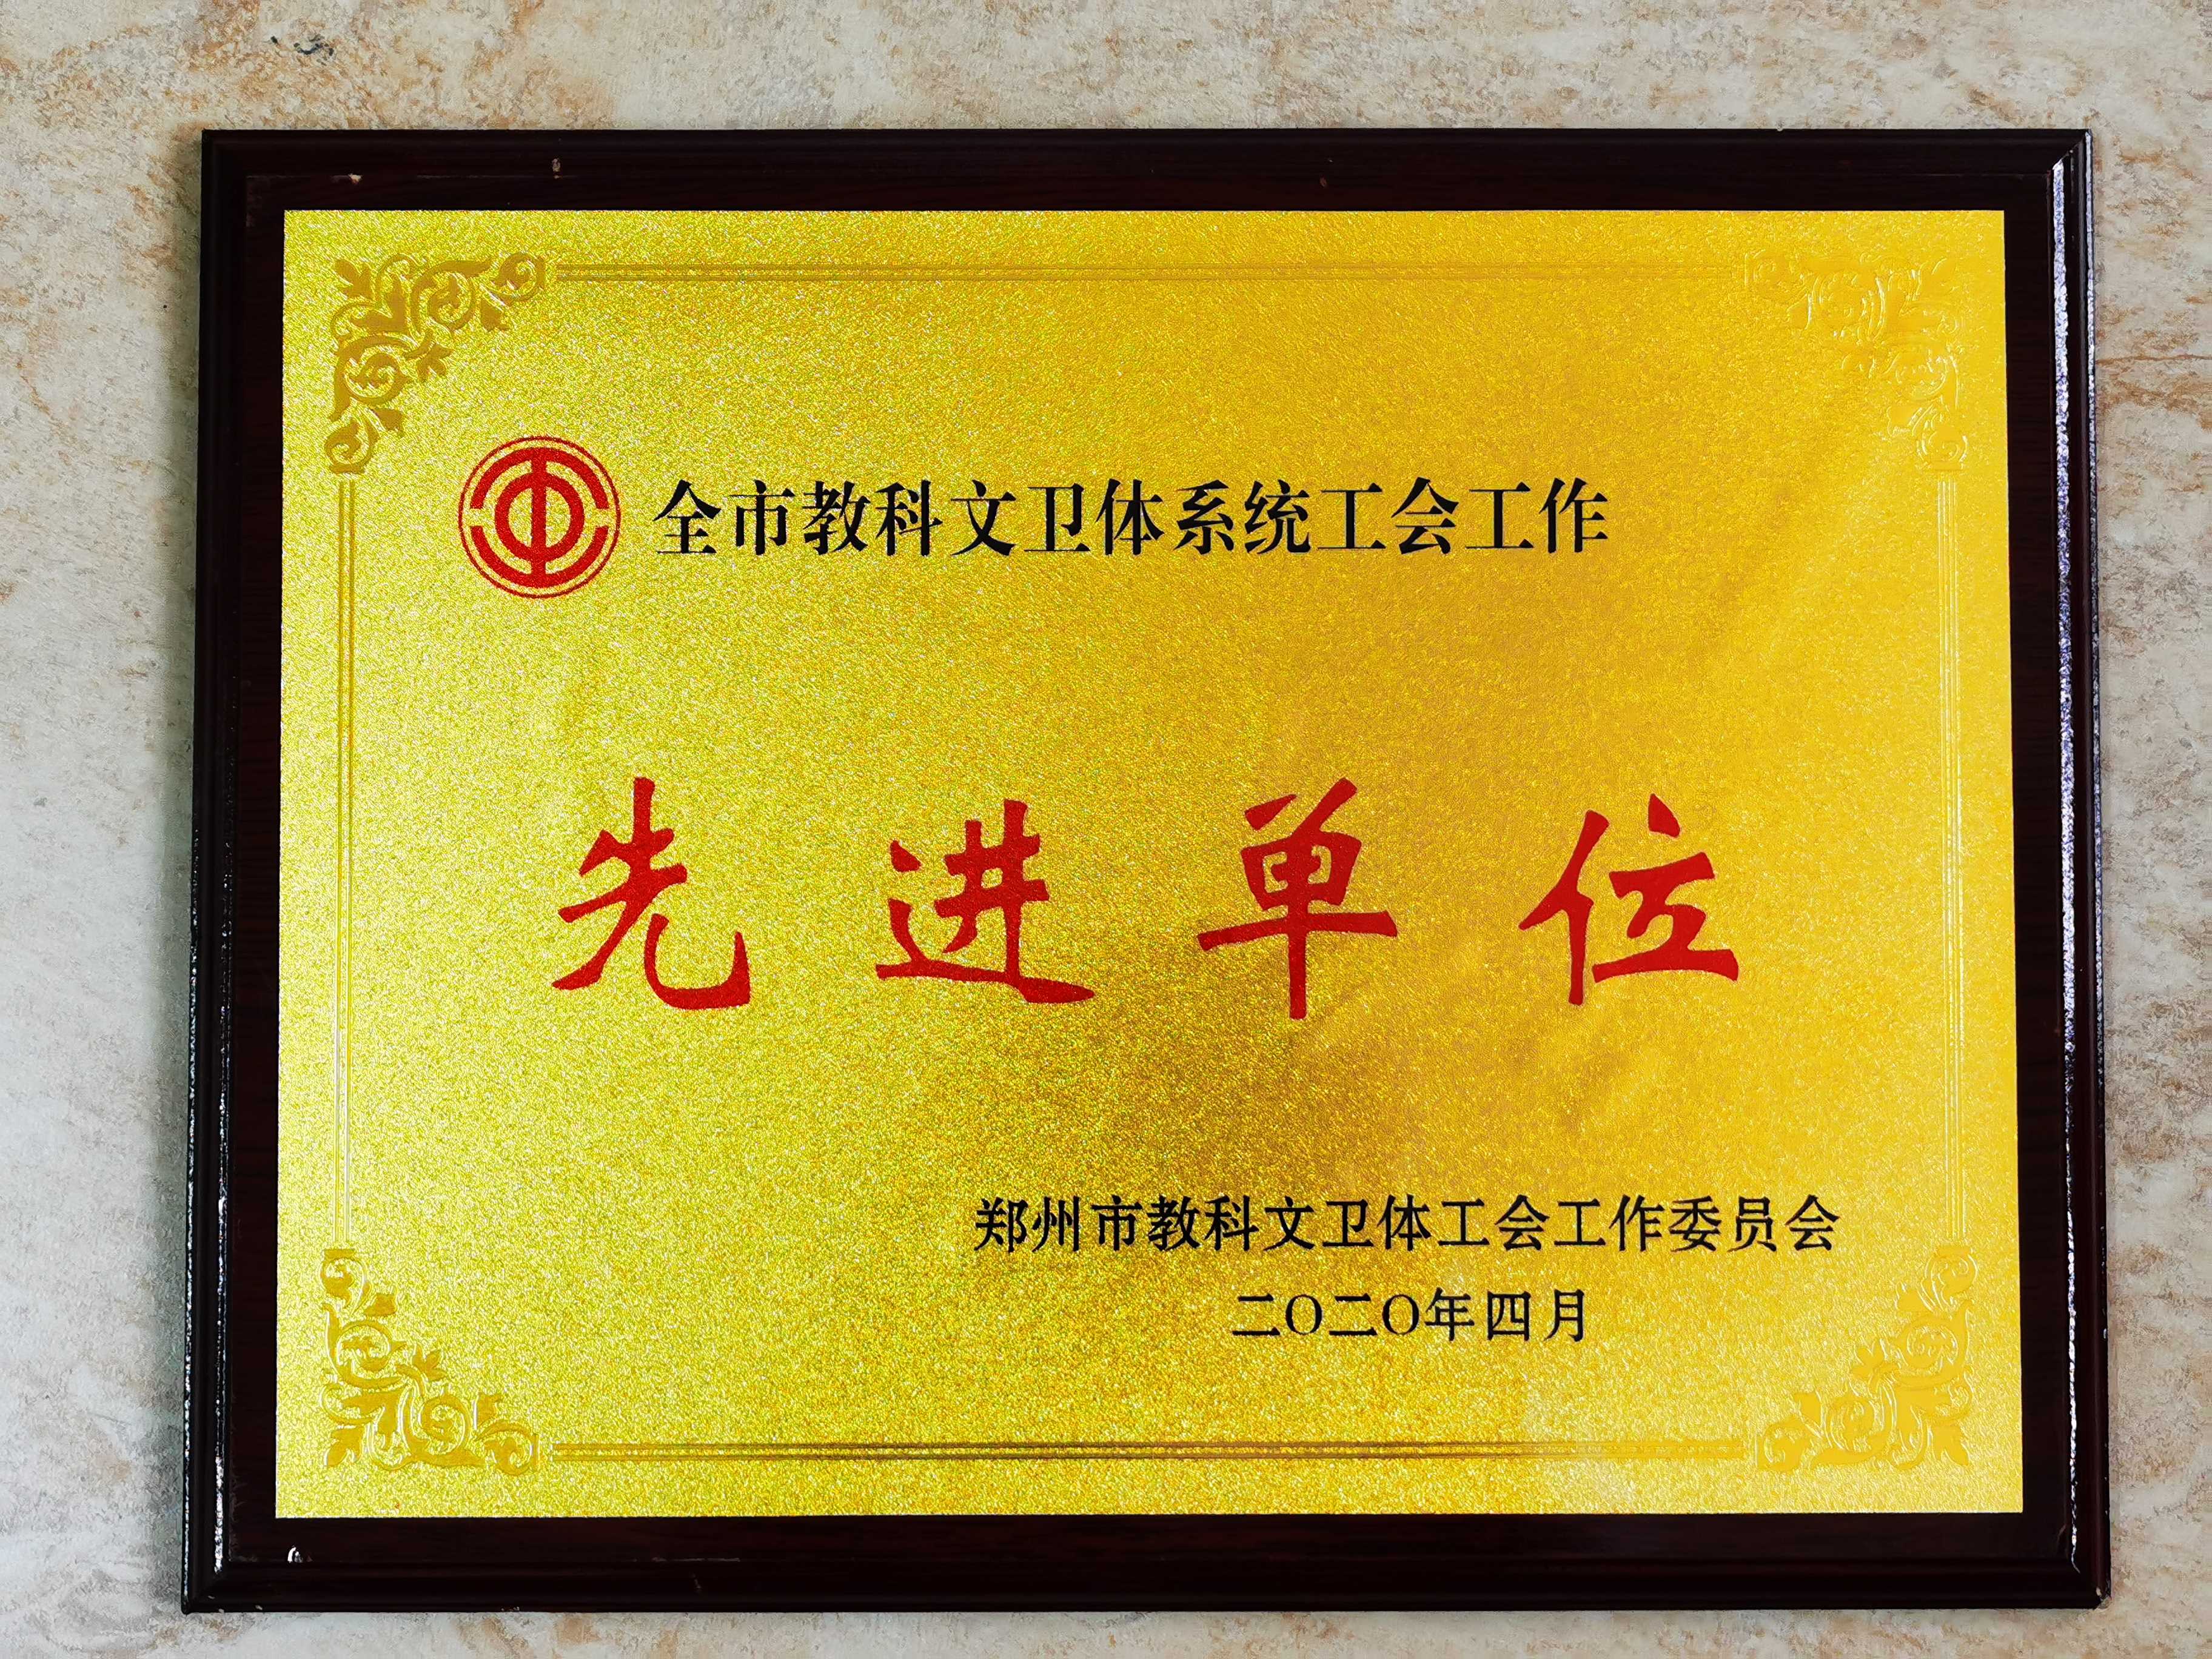 全市教科文卫体系统工会工作
先进单位
郑州市教科文卫体工会工作委员会
二〇二〇年四月